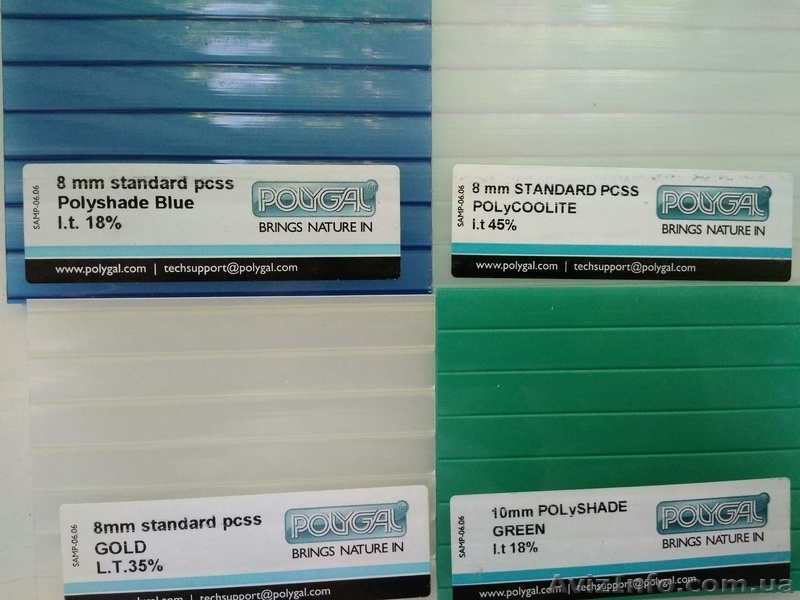 8 mm standard pcss
Polyshade Blue
l.t. 18%
SAMP-06.06
POLYGAL®
BRINGS NATURE IN
www.polygal.com | techsupport@polygal.com
8 mm STANDARD PCSS
POLyCOOLiTE
l.t 45%
SAMP-06.06
POLYGAL®
BRINGS NATURE IN
www.polygal.com | techsupport@polygal.com
8mm standard pcss
GOLD
L.T.35%
SAMP-06.06
POLYGAL®
BRINGS NATURE IN
techsupport@polygal.com
10mm POLySHADE
GREEN
l.t 18%
SAMP-06.06
POLYGAL®
BRINGS NATURE IN
www.polygal.com
AvizInfo.com.ua